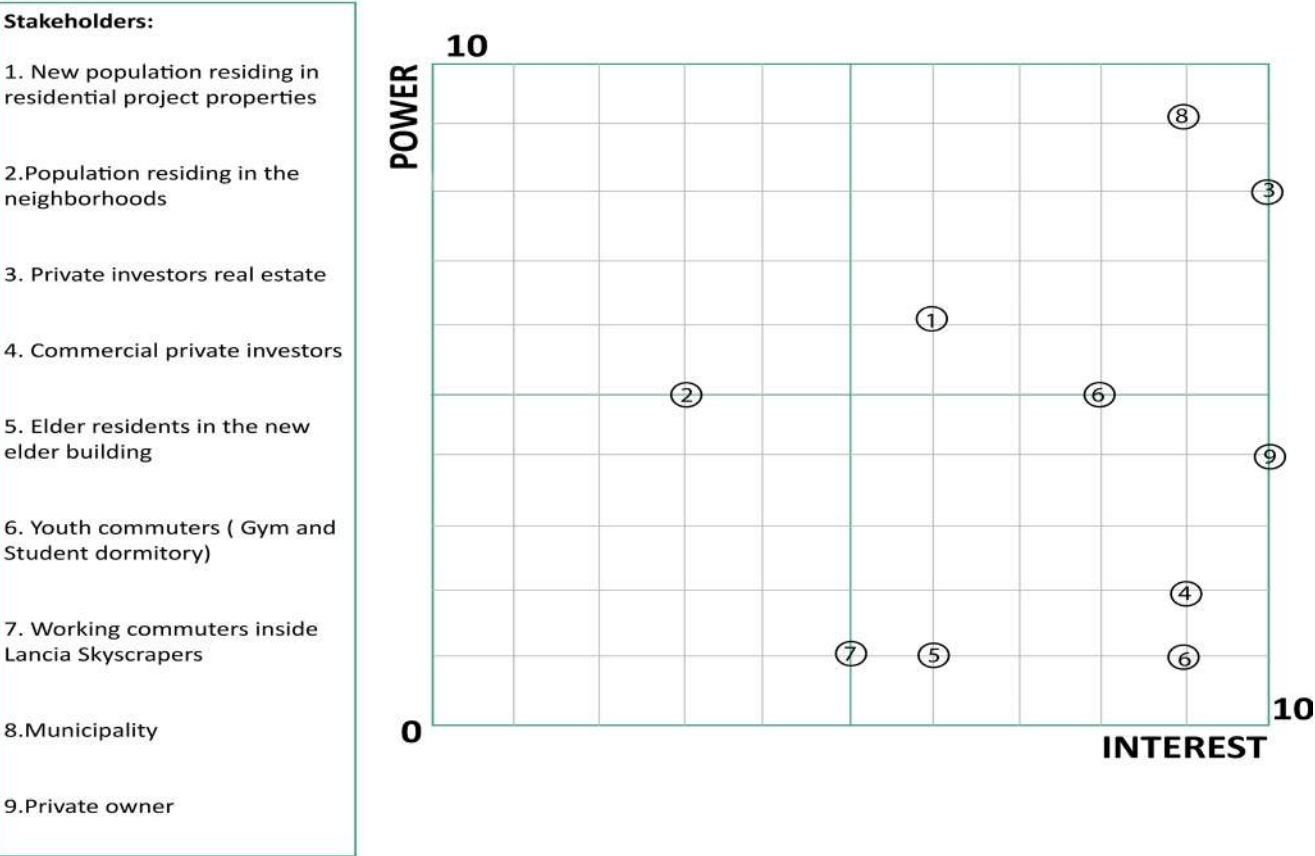 Stakeholders:
1. New population residing in
residential project properties
2.Population residing in the
neighborhoods
3. Private investors real estate
4. Commercial private investors
5. Elder residents in the new
elder building
6. Youth commuters ( Gym and
Student dormitory)
7. Working commuters inside
Lancia Skyscrapers
8.Municipality
9.Private owner
10
POWER
8
3
1
2
6
9
4
7
5
6
0
10
INTEREST